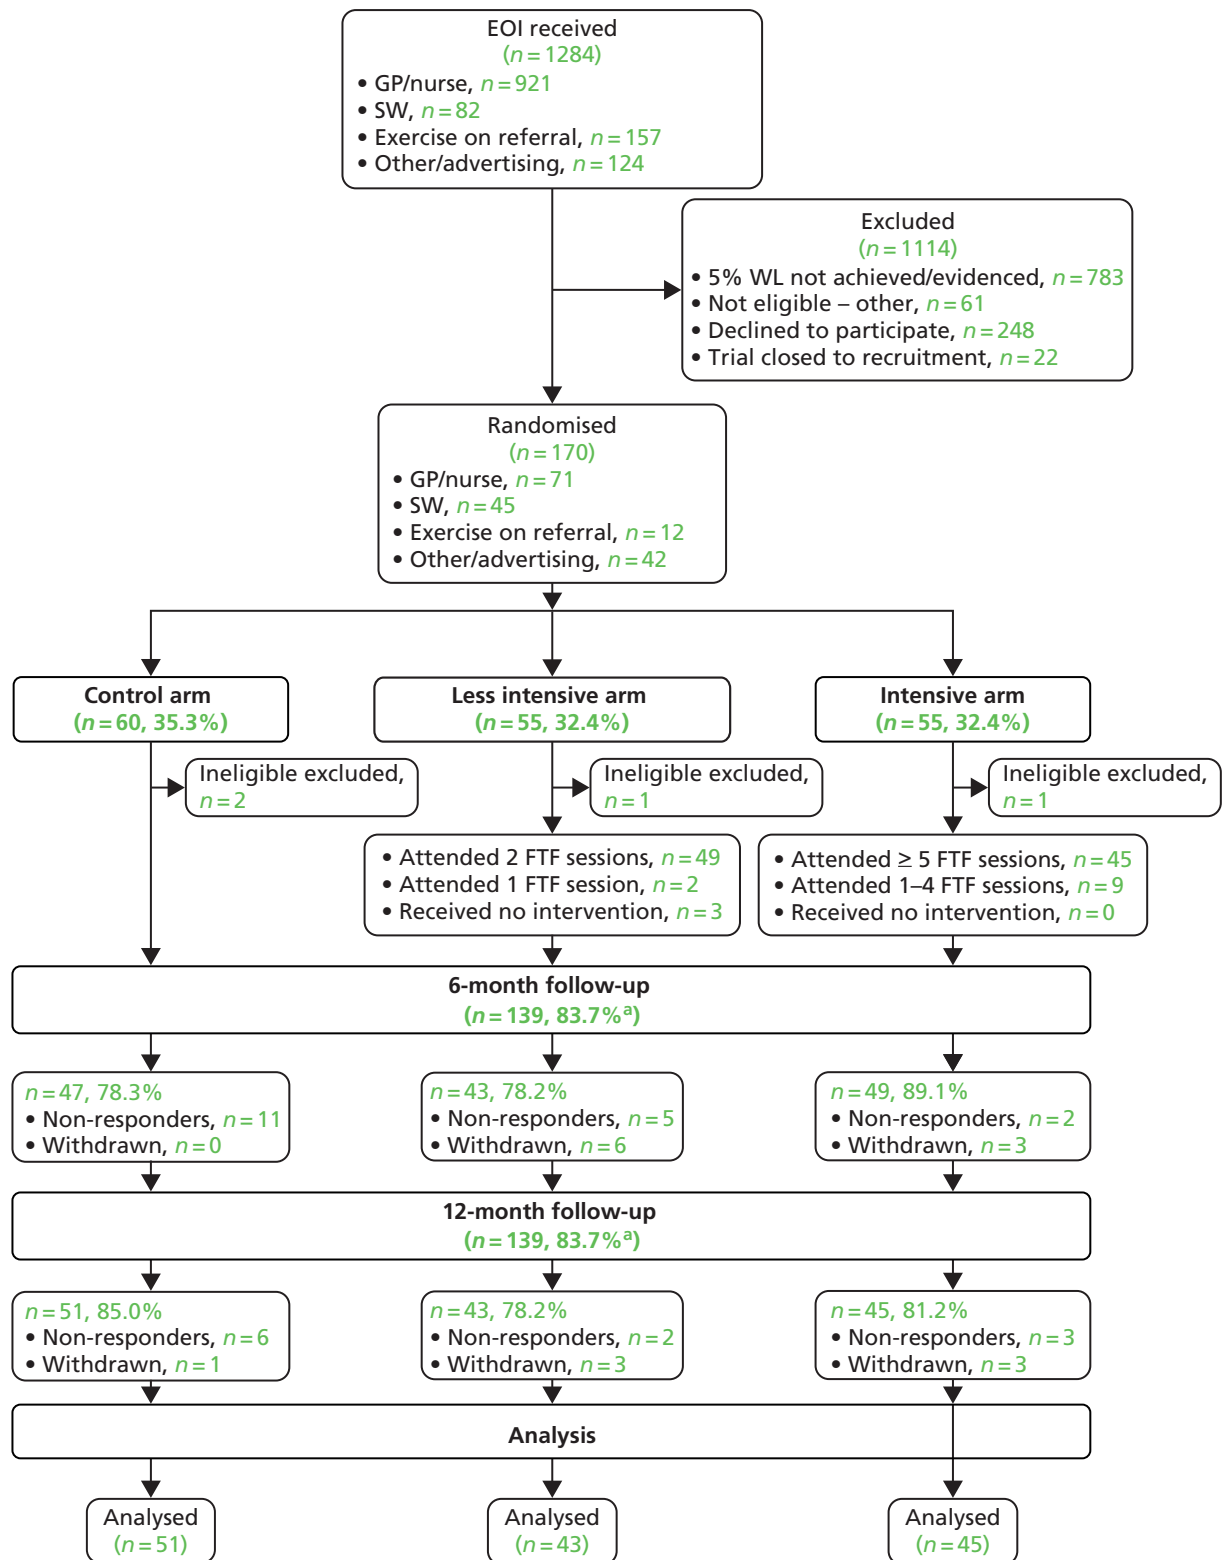 EOI received
(n=1284)
• GP/nurse, n=921
• SW, n=82
• Exercise on referral, n=157
• Other/advertising, n=124
Excluded
(n=1114)
• 5% WL not achieved/evidenced, n=783
• Not eligible – other, n=61
• Declined to participate, n=248
• Trial closed to recruitment, n=22
Randomised
(n=170)
• GP/nurse, n=71
• SW, n=45
• Exercise on referral, n=12
• Other/advertising, n=42
Control arm
(n=60, 35.3%)
Less intensive arm
(n=55, 32.4%)
Intensive arm
(n=55, 32.4%)
Ineligible excluded,
n=2
Ineligible excluded,
n=1
Ineligible excluded,
n=1
• Attended 2 FTF sessions, n=49
• Attended 1 FTF session, n=2
• Received no intervention, n=3
• Attended ≥ 5 FTF sessions, n=45
• Attended 1–4 FTF sessions, n=9
• Received no intervention, n=0
6-month follow-up
(n=139, 83.7%a)
n=47, 78.3%
• Non-responders, n=11
• Withdrawn, n=0
n=43, 78.2%
• Non-responders, n=5
• Withdrawn, n=6
n=49, 89.1%
• Non-responders, n=2
• Withdrawn, n=3
12-month follow-up
(n=139, 83.7%a)
n=51, 85.0%
• Non-responders, n=6
• Withdrawn, n=1
n=43, 78.2%
• Non-responders, n=2
• Withdrawn, n=3
n=45, 81.2%
• Non-responders, n=3
• Withdrawn, n=3
Analysis
Analysed
(n=51)
Analysed
(n=43)
Analysed
(n=45)